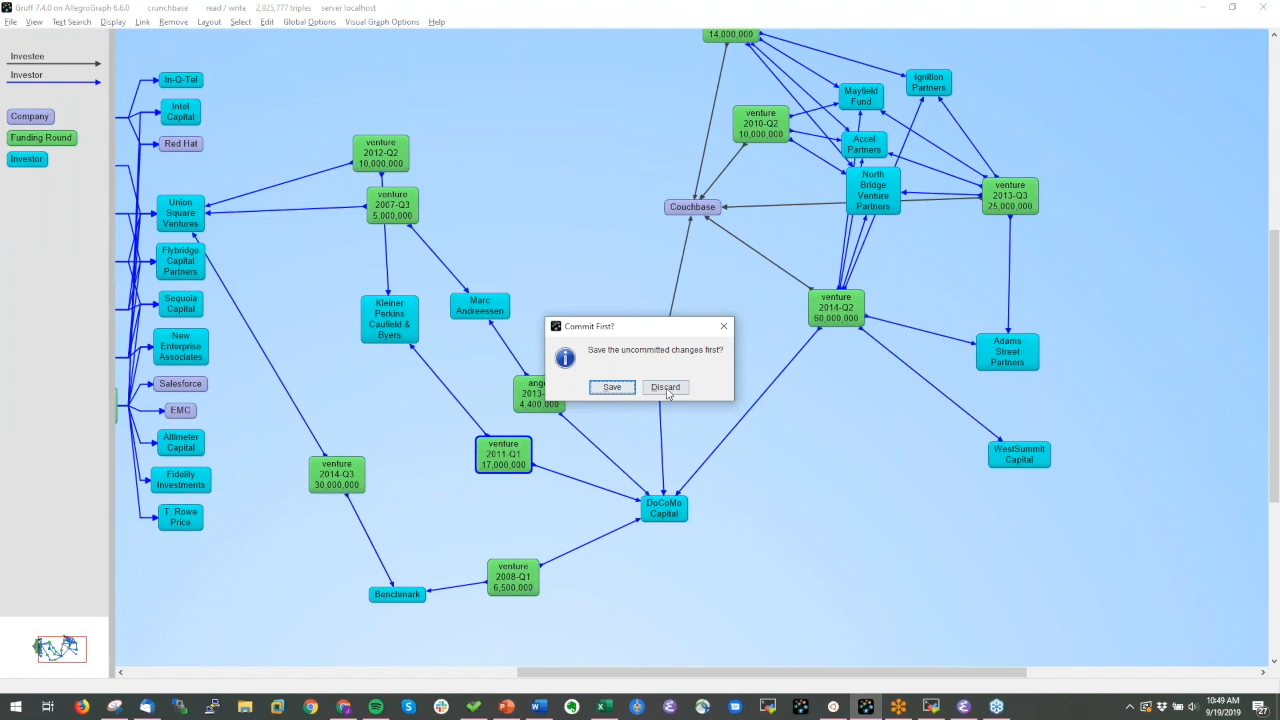 Gruff 7.4.0 on AllegroGraph 6.6.0 crunchbase read / write 2,025,777 triples server localhost
File View Text Search Display Link Remove Layout Select Edit Global Options Visual Graph Options Help
Investee
Investor
Company
Funding Round
Investor
In-Q-Tel
Intel
Capital
Red Hat
Union
Square
Ventures
Flybridge
Capital
Partners
Sequoia
Capital
New
Enterprise
Associates
Salesforce
EMC
Altimeter
Capital
Fidelity
Investments
T Rowe
Price
venture
2012-Q2
10,000,000
venture
2007-Q3
5,000,000
Kleiner
Perkins
Caufield &
Byers
Marc
Andreessen
venture
2011-Q1
17,000,000
venture
2014-Q3
30,000,000
Benchmark
venture
2008-Q1
6,500,000
DoCoMo
Capital
4,400,000
Commit First?
Save the uncommitted changes first?
Save Discard
14,000,000
venture
2010-Q2
10,000,000
Couchbase
Mayfield
Fund
Ignition
Partners
Accel
Partners
North
Bridge
Venture
Partners
venture
2013-Q3
25,000,000
venture
2014-Q2
60,000,000
Adams
Street
Partners
WestSummit
Capital
10:49 AM
9/19/2019